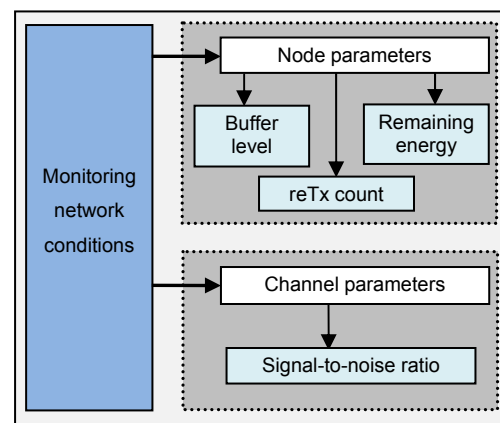 Monitoring
network
conditions
Node parameters
Buffer
level
Remaining
energy
reTx count
Channel parameters
Signal-to-noise ratio